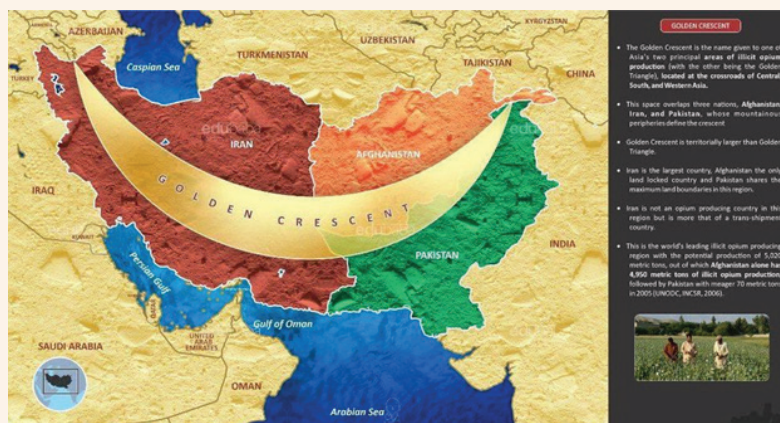 AZERBAIJAN
KYRGYZSTAN
UZBEKISTAN
TURKMENISTAN
Caspian Sea
TAJIKISTAN
TURKEY
CHINA
IRAN
AFGHANISTAN
GOLDEN CRESCENT
IRAQ
KUWAIT
PAKISTAN
Persian Gulf
INDIA
QATAR
Gulf of Oman
UNITED
ARAB
EMIRATES
SAUDI ARABIA
OMAN
Arabian Sea
GOLDEN CRESCENT
• The Golden Crescent is the name given to one of
Asia's two principal areas of illicit opium
production (with the other being the Golden
Triangle), located at the crossroads of Central
South, and Western Asia.
• This space overlaps three nations, Afghanistan
Iran, and Pakistan, whose mountainous
peripheries define the crescent
• Golden Crescent is territorially larger than Golden
Triangle.
• Iran is the largest country, Afghanistan the only
land locked country and Pakistan shares the
maximum land boundaries in this region.
• Iran is not an opium producing country in this
region but is more that of a trans-shipment
country.
• This is the world's leading illicit opium producing
region with the potential production of 5,020
metric tons, out of which Afghanistan alone has
4,950 metric tons of illicit opium production
followed by Pakistan with meager 70 metric tons
in 2005 (UNODC, INCSR, 2006).